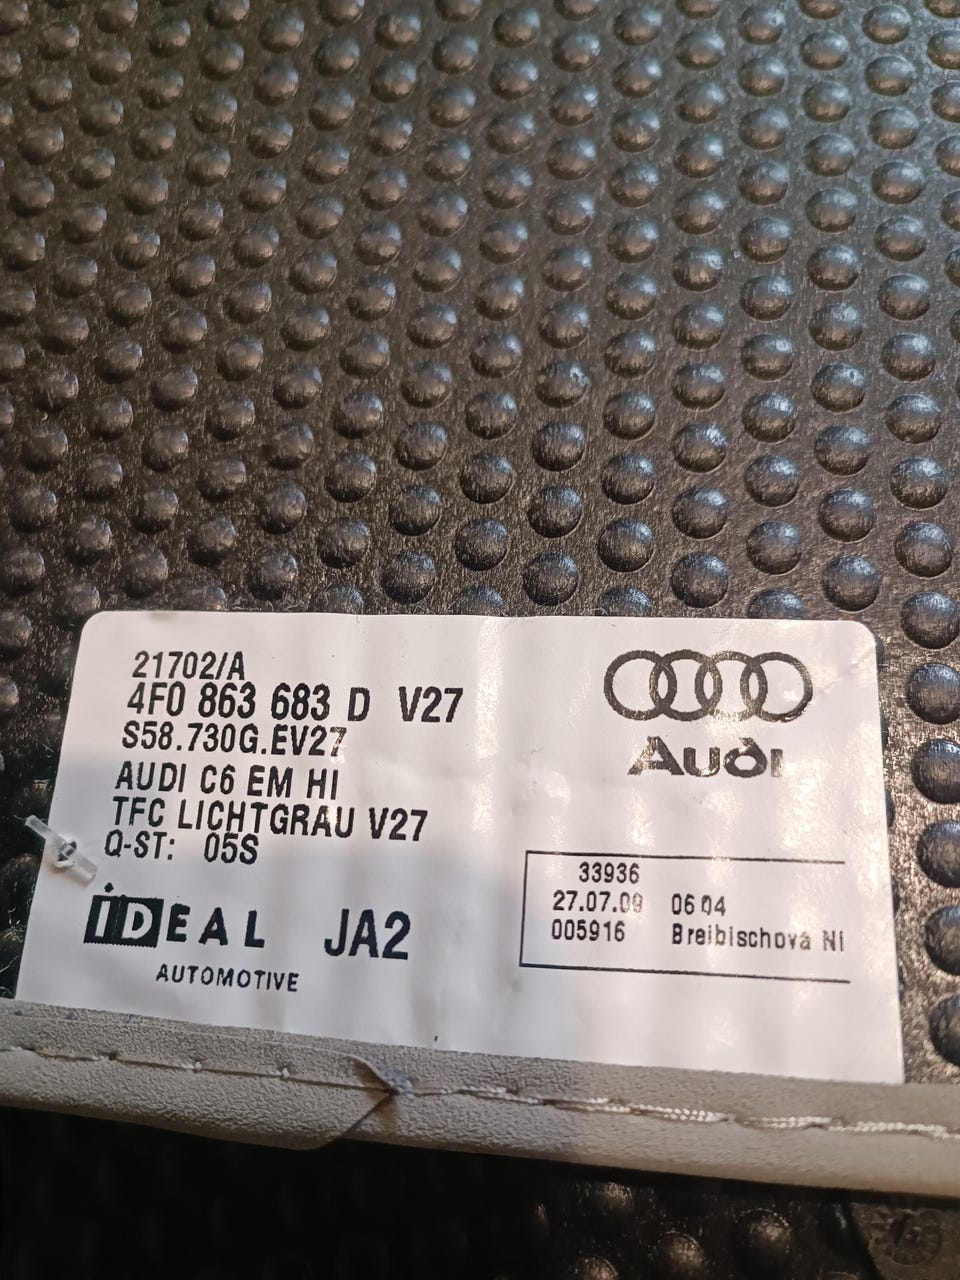 21702/A
4F0 863 683 D V27
S58.730G.EV27
AUDI C6 EM HI
TFC LICHTGRAU V27
Q-ST: 05S
iDEAL
AUTOMOTIVE
JA2
Audi
33936
27.07.09 06 04
005916 Breibischova Ni